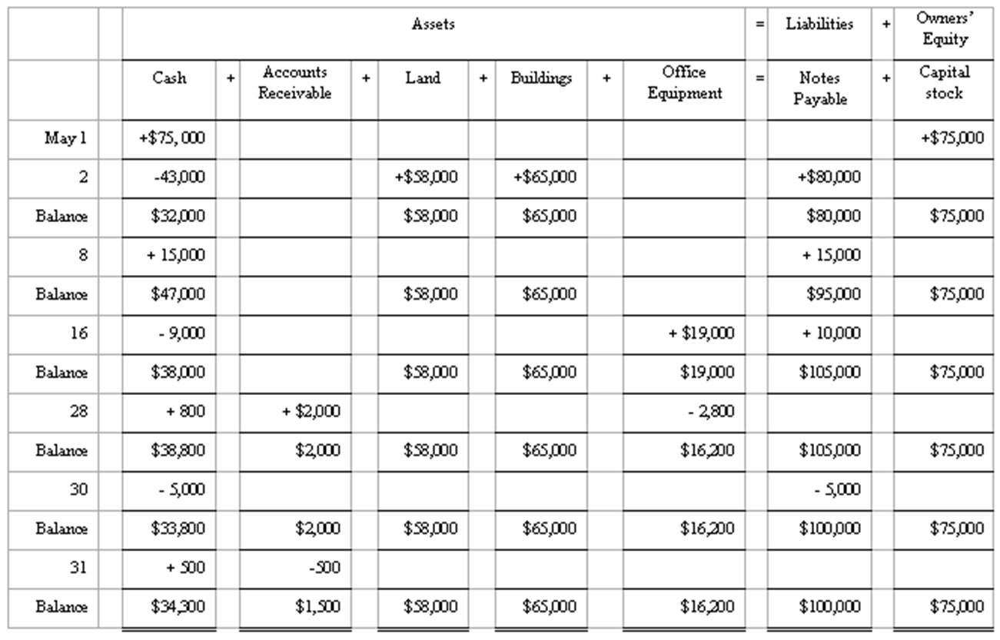 Assets = Liabilities + Owners’ Equity
Cash + Accounts Receivable + Land + Buildings + Office Equipment = Notes Payable + Capital stock
May 1 +$75,000 +$75,000
2 -43,000 +$58,000 +$65,000 +$80,000
Balance $32,000 $58,000 $65,000 $80,000 $75,000
8 + 15,000 + 15,000
Balance $47,000 $58,000 $65,000 $95,000 $75,000
16 - 9,000 + $19,000 + 10,000
Balance $38,000 $58,000 $65,000 $19,000 $105,000 $75,000
28 + 800 + $2,000 - 2,800
Balance $38,800 $2,000 $58,000 $65,000 $16,200 $105,000 $75,000
30 - 5,000 - 5,000
Balance $33,800 $2,000 $58,000 $65,000 $16,200 $100,000 $75,000
31 + 500 -500
Balance $34,300 $1,500 $58,000 $65,000 $16,200 $100,000 $75,000